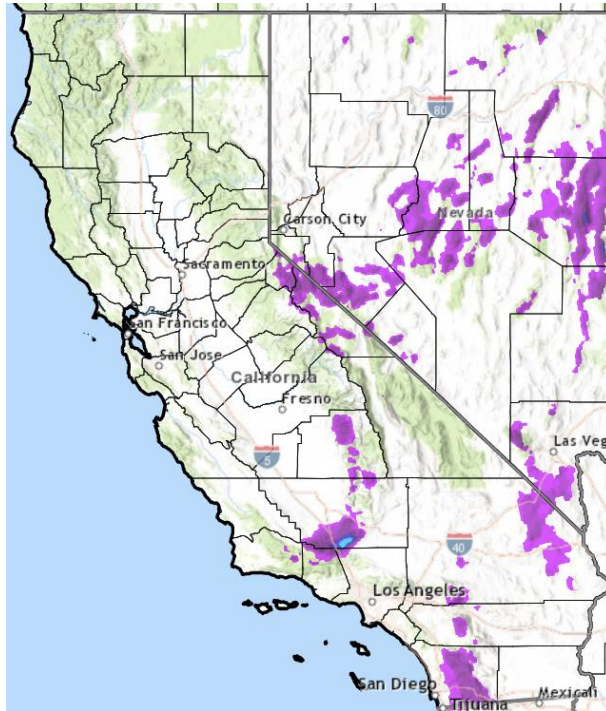 80
Nevada
Carson City
Sacramento
San Francisco
San Jose
California
Fresno
5
Las Veg
40
Los Angeles
San Diego
Tijuana
Mexicali